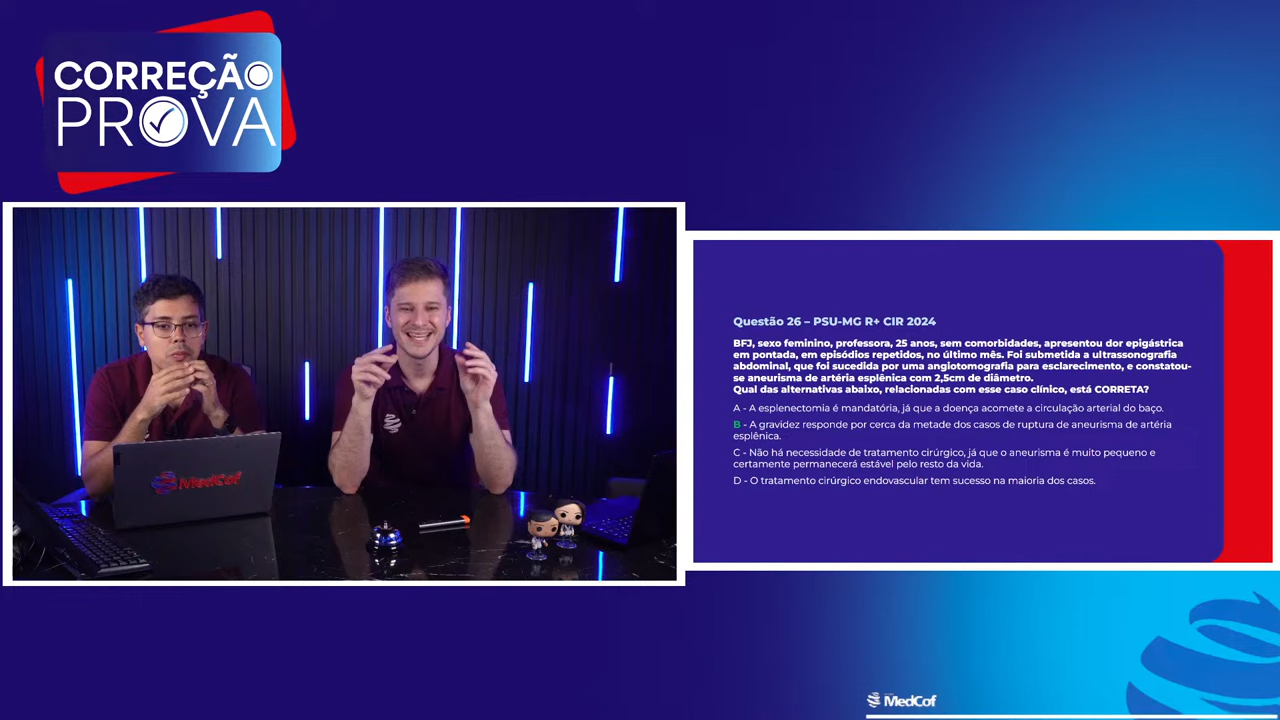 CORREÇÃO
PROVA
MedCof
Questão 26 – PSU-MG R+ CIR 2024
BFJ, sexo feminino, professora, 25 anos, sem comorbidades, apresentou dor epigástrica
em pontada, em episódios repetidos, no último mês. Foi submetida a ultrassonografia
abdominal, que foi sucedida por uma angiotomografia para esclarecimento, e constatou-
se aneurisma de artéria esplênica com 2,5cm de diâmetro.
Qual das alternativas abaixo, relacionadas com esse caso clínico, está CORRETA?
A - A esplenectomia é mandatória, já que a doença acomete a circulação arterial do baço.
B - A gravidez responde por cerca da metade dos casos de ruptura de aneurisma de artéria
esplênica.
C - Não há necessidade de tratamento cirúrgico, já que o aneurisma é muito pequeno e
certamente permanecerá estável pelo resto da vida.
D - O tratamento cirúrgico endovascular tem sucesso na maioria dos casos.
MedCof